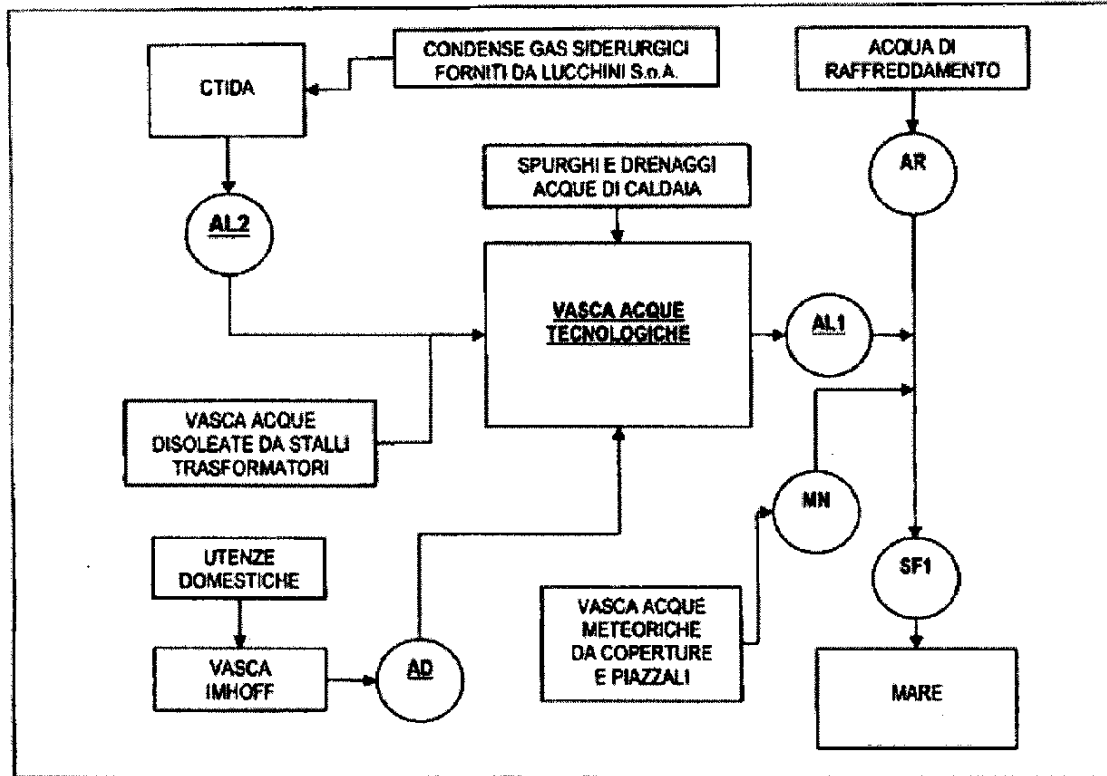 CONDENSE GAS SIDERURGICI
FORNITI DA LUCCHINI S.p.A.
ACQUA DI
RAFFREDDAMENTO
CTIDA
SPURGHI E DRENAGGI
ACQUE DI CALDAIA
AR
AL2
VASCA ACQUE
TECNOLOGICHE
AL1
VASCA ACQUE
DISOLEATE DA STALLI
TRASFORMATORI
MN
UTENZE
DOMESTICHE
SF1
VASCA ACQUE
METEORICHE
DA COPERTURE
E PIAZZALI
VASCA
IMHOFF
AD
MARE